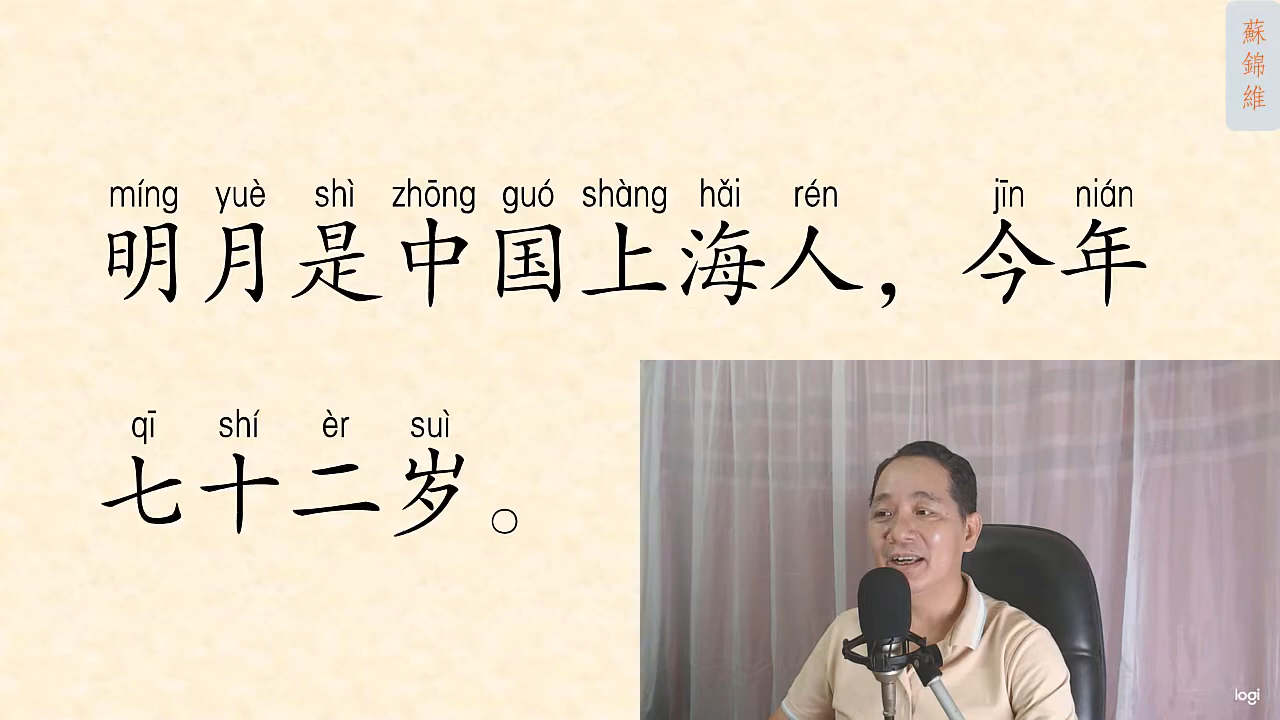 蘇錦維
míng yuè shì zhōng guó shàng hǎi rén jīn nián
明月是中国上海人，今年
qī shí èr suì
七十二岁。
logi